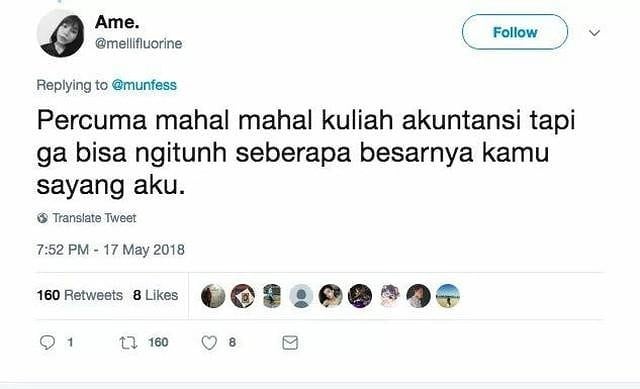 Ame.
@mellifluorine
Follow
Replying to @munfess
Percuma mahal mahal kuliah akuntansi tapi
ga bisa ngitunh seberapa besarnya kamu
sayang aku.
Translate Tweet
7:52 PM - 17 May 2018
160 Retweets 8 Likes
1 160 8